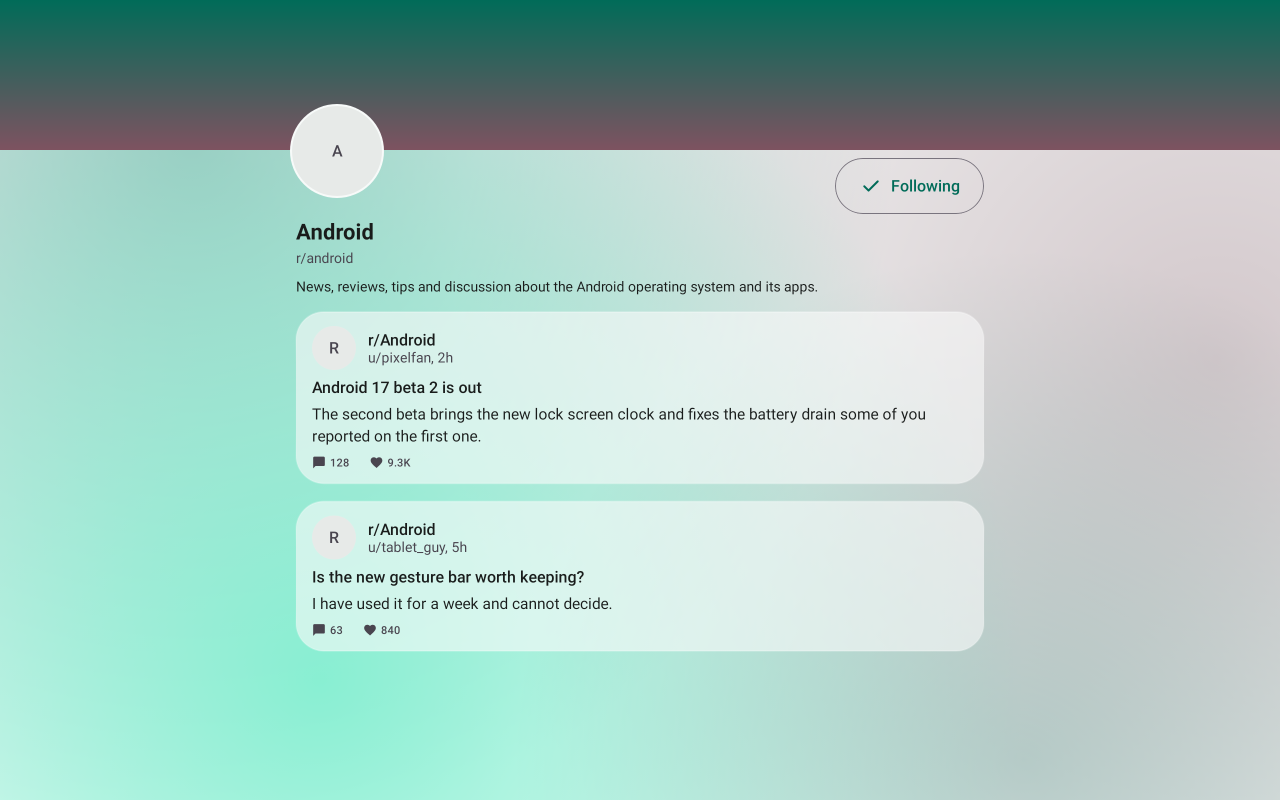 A
Following
Android
r/android
News, reviews, tips and discussion about the Android operating system and its apps.
R
r/Android
u/pixelfan, 2h
Android 17 beta 2 is out
The second beta brings the new lock screen clock and fixes the battery drain some of you
reported on the first one.
128 9.3K
R
r/Android
u/tablet_guy, 5h
Is the new gesture bar worth keeping?
I have used it for a week and cannot decide.
63 840